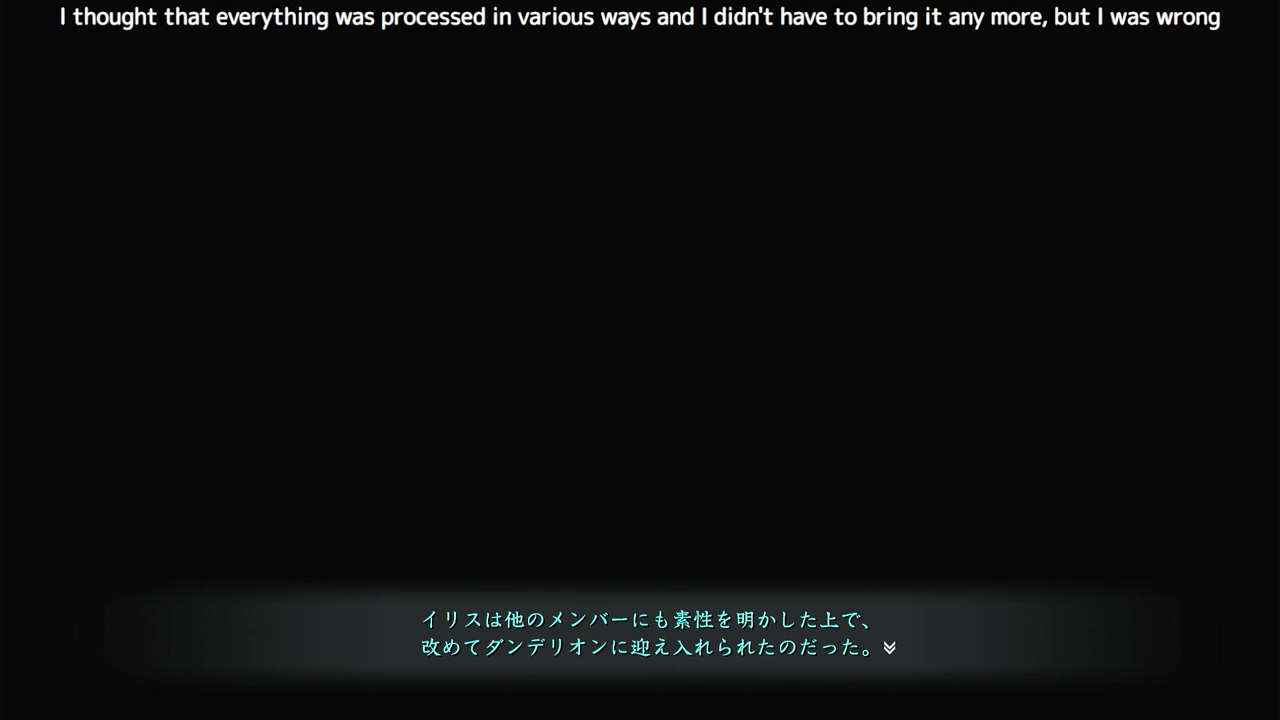 I thought that everything was processed in various ways and I didn't have to bring it any more, but I was wrong
イリスは他のメンバーにも素性を明かした上で、
改めてダンデリオンに迎え入れられたのだった。